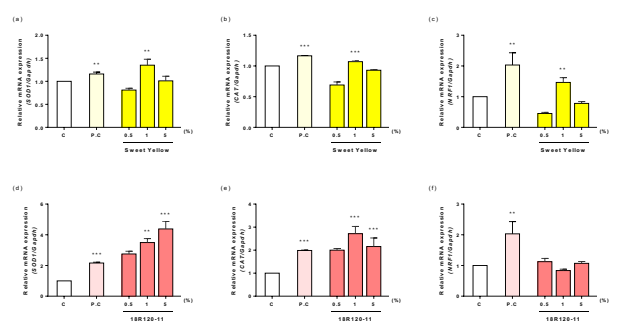 (a)
Relative mRNA expression
(SOD1/Gapdh)
2.0
1.5
1.0
0.5
0.0
**
**
C P.C 0.5 1 5 (%)
Sweet Yellow
(b)
Relative mRNA expression
(CAT/Gapdh)
1.5
1.0
0.5
0.0
***
***
C P.C 0.5 1 5 (%)
Sweet Yellow
(c)
Relative mRNA expression
(NRF1/Gapdh)
3
2
1
0
**
**
C P.C 0.5 1 5 (%)
Sweet Yellow
(d)
Relative mRNA expression
(SOD1/Gapdh)
6
4
2
0
***
**
***
C P.C 0.5 1 5 (%)
18R120-11
(e)
Relative mRNA expression
(CAT/Gapdh)
4
3
2
1
0
***
***
***
C P.C 0.5 1 5 (%)
18R120-11
(f)
Relative mRNA expression
(NRF1/Gapdh)
3
2
1
0
**
C P.C 0.5 1 5 (%)
18R120-11